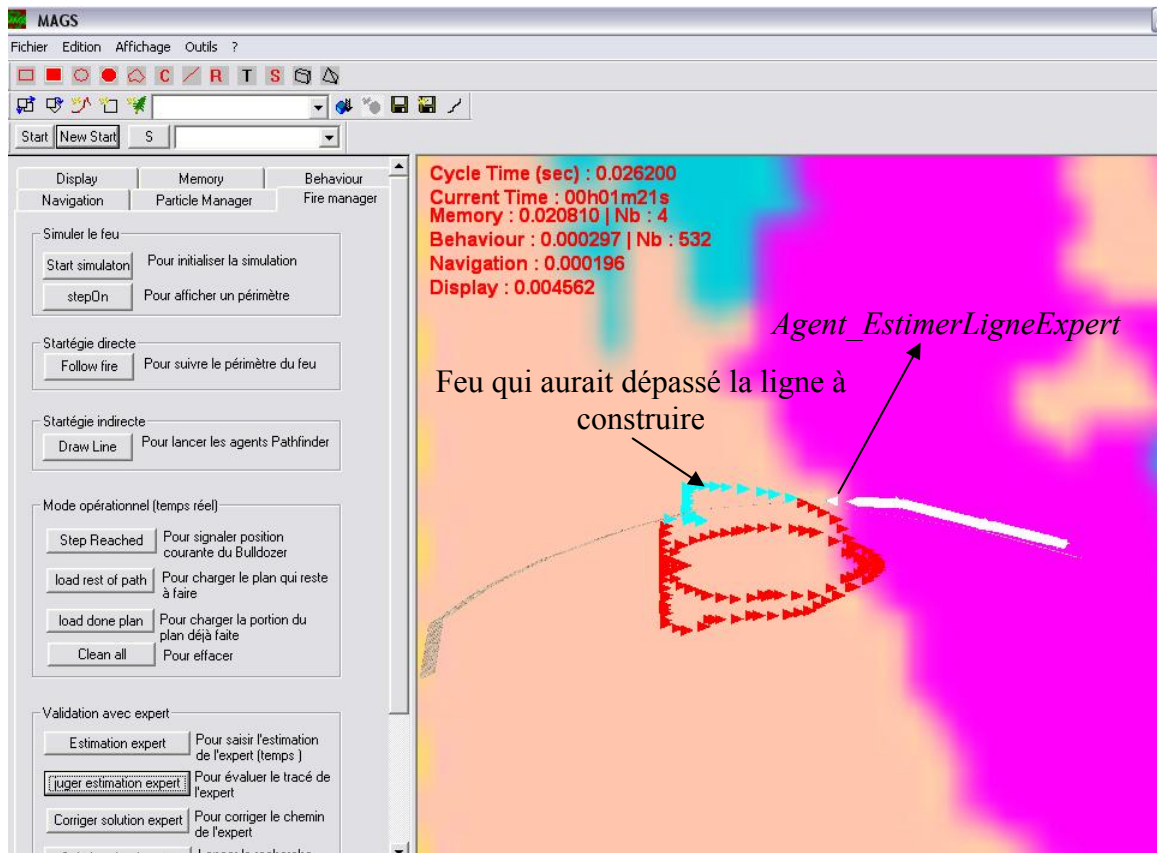 MAGS
Fichier Edition Affichage Outils ?
C R T S
Start New Start S
Display Memory Behaviour
Navigation Particle Manager Fire manager
Simuler le feu
Start simulaton Pour initialiser la simulation
stepOn Pour afficher un périmètre
Startégie directe
Follow fire Pour suivre le périmètre du feu
Startégie indirecte
Draw Line Pour lancer les agents Pathfinder
Mode opérationnel (temps réel)
Step Reached Pour signaler position
courante du Bulldozer
load rest of path Pour charger le plan qui reste
à faire
load done plan Pour charger la portion du
plan déjà faite
Clean all Pour effacer
Validation avec expert
Estimation expert Pour saisir l'estimation
de l'expert (temps )
juger estimation expert Pour évaluer le tracé de
l'expert
Corriger solution expert Pour corriger le chemin
de l'expert
Cycle Time (sec) : 0.026200
Current Time : 00h01m21s
Memory : 0.020810 | Nb : 4
Behaviour : 0.000297 | Nb : 532
Navigation : 0.000196
Display : 0.004562
Agent_EstimerLigneExpert
Feu qui aurait dépassé la ligne à
construire